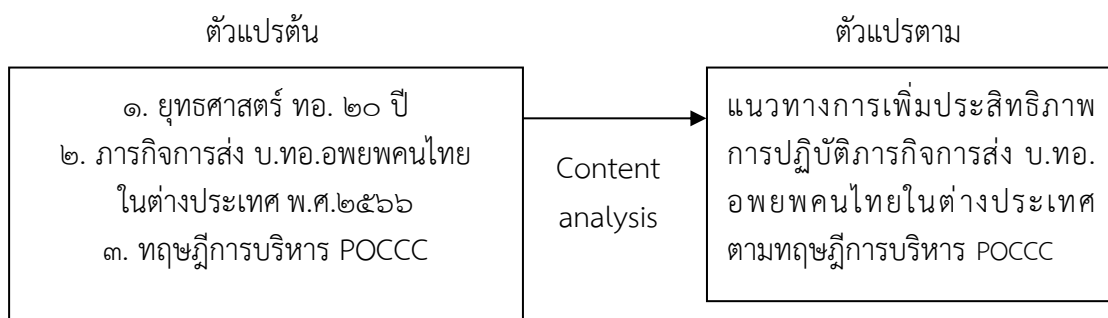 ตัวแปรต้น
ตัวแปรตาม
๑. ยุทธศาสตร์ ทอ. ๒๐ ปี
๒. ภารกิจการส่ง บ.ทอ.อพยพคนไทย
ในต่างประเทศ พ.ศ.๒๕๖๖
๓. ทฤษฎีการบริหาร POCCC
Content
analysis
แนวทางการเพิ่มประสิทธิภาพ
การปฏิบัติภารกิจการส่ง บ.ทอ.
อพยพคนไทยในต่างประเทศ
ตามทฤษฎีการบริหาร POCCC